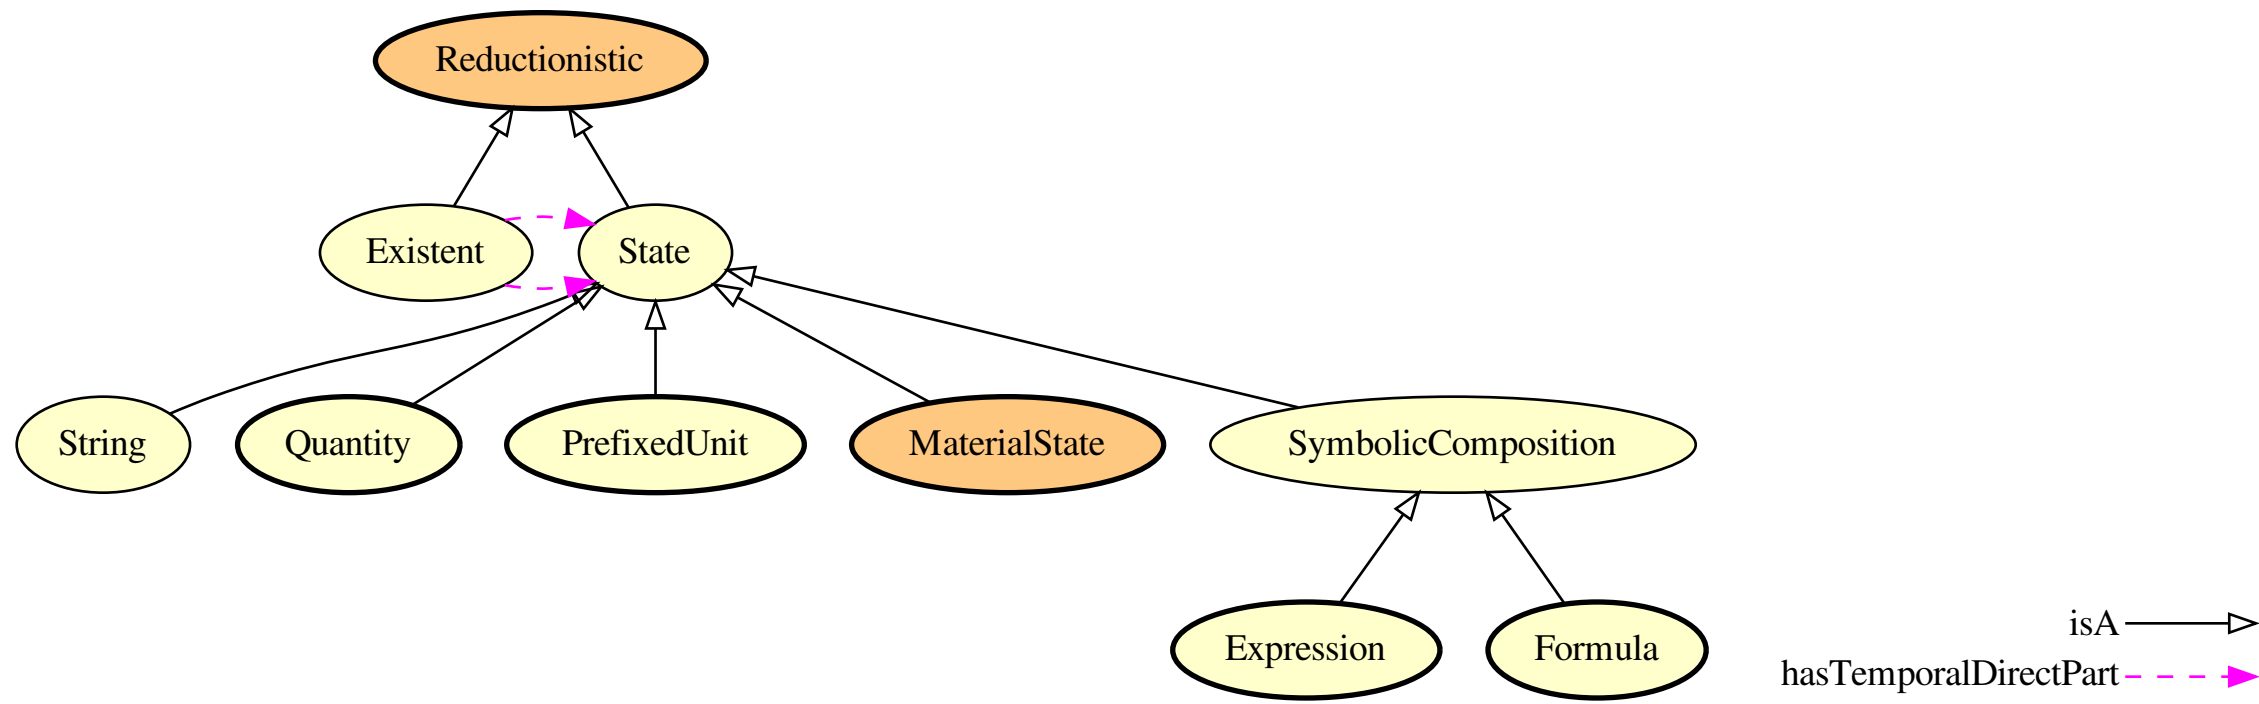 Reductionistic
Existent
State
String
Quantity
PrefixedUnit
MaterialState
SymbolicComposition
Expression
Formula
isA
hasTemporalDirectPart